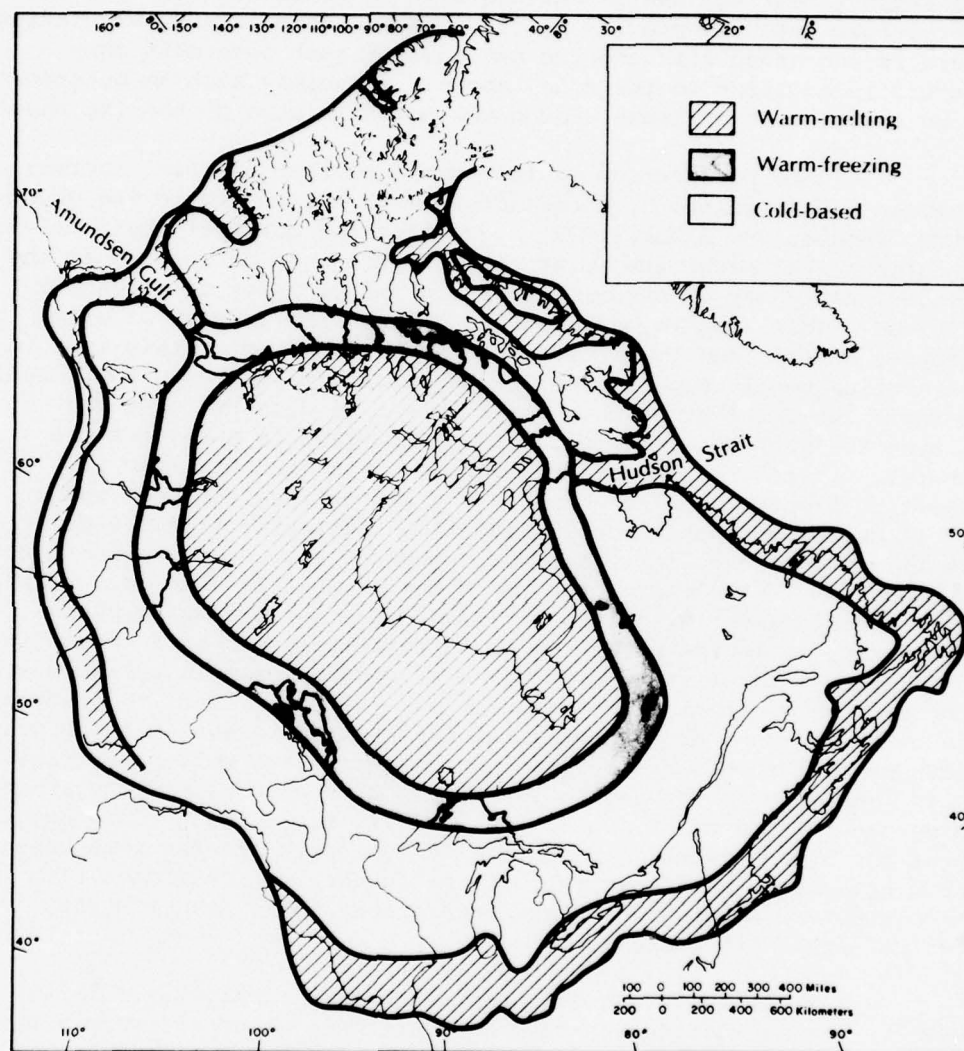 160° 150° 140° 130° 120° 110° 100° 90° 80° 70° 60° 50° 40° 30° 20°
Warm-melting
Warm-freezing
Cold-based
70°
Amundsen Gulf
60°
Hudson Strait
50
50°
40
40°
100 0 100 200 300 400 Miles
200 0 200 400 600 Kilometers
110° 100° 90° 80° 90°